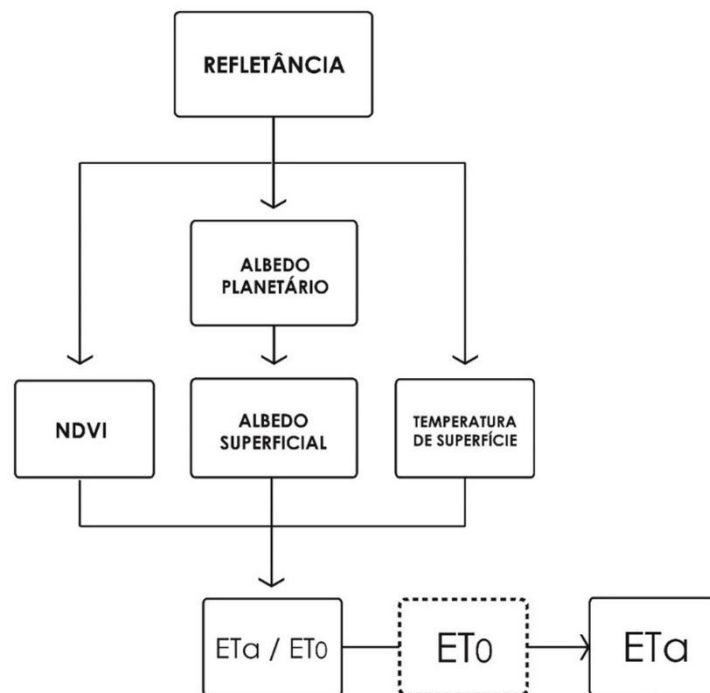 REFLETÂNCIA
ALBEDO
PLANETÁRIO
NDVI
ALBEDO
SUPERFICIAL
TEMPERATURA
DE SUPERFÍCIE
ETa / ET0
ET0
ETa